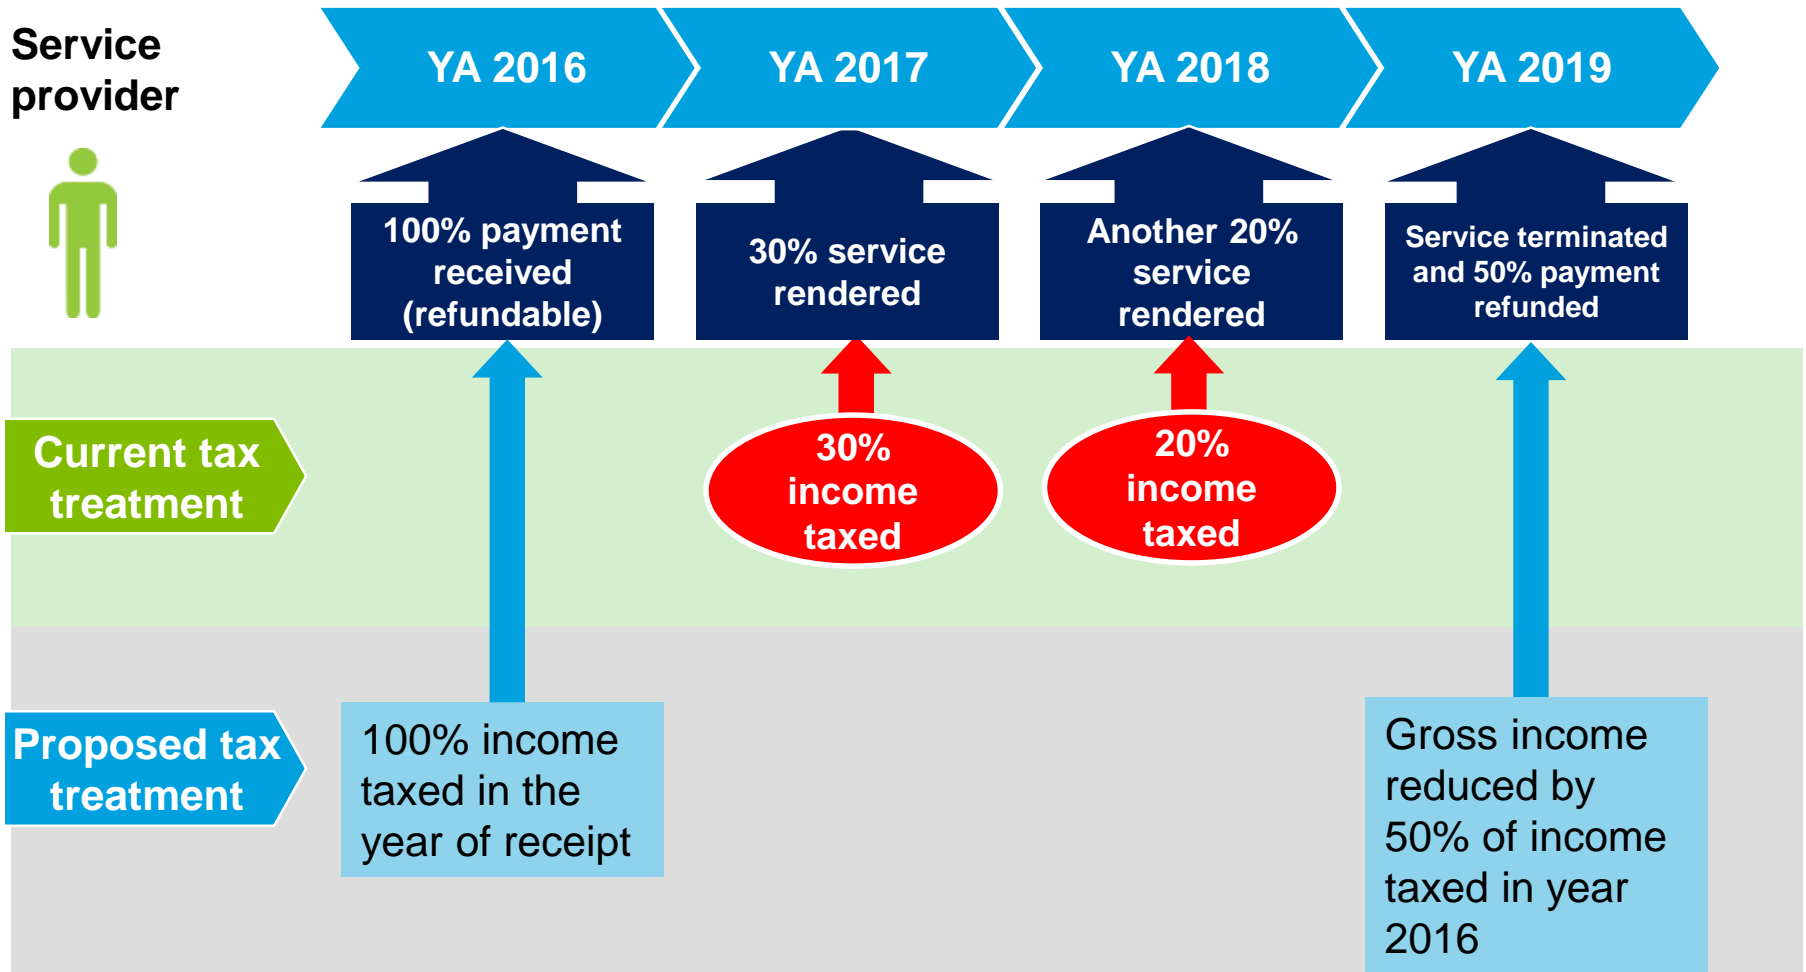 Service
provider
YA 2016
YA 2017
YA 2018
YA 2019
100% payment
received
(refundable)
30% service
rendered
Another 20%
service
rendered
Service terminated
and 50% payment
refunded
Current tax
treatment
30%
income
taxed
20%
income
taxed
Proposed tax
treatment
100% income
taxed in the
year of receipt
Gross income
reduced by
50% of income
taxed in year
2016